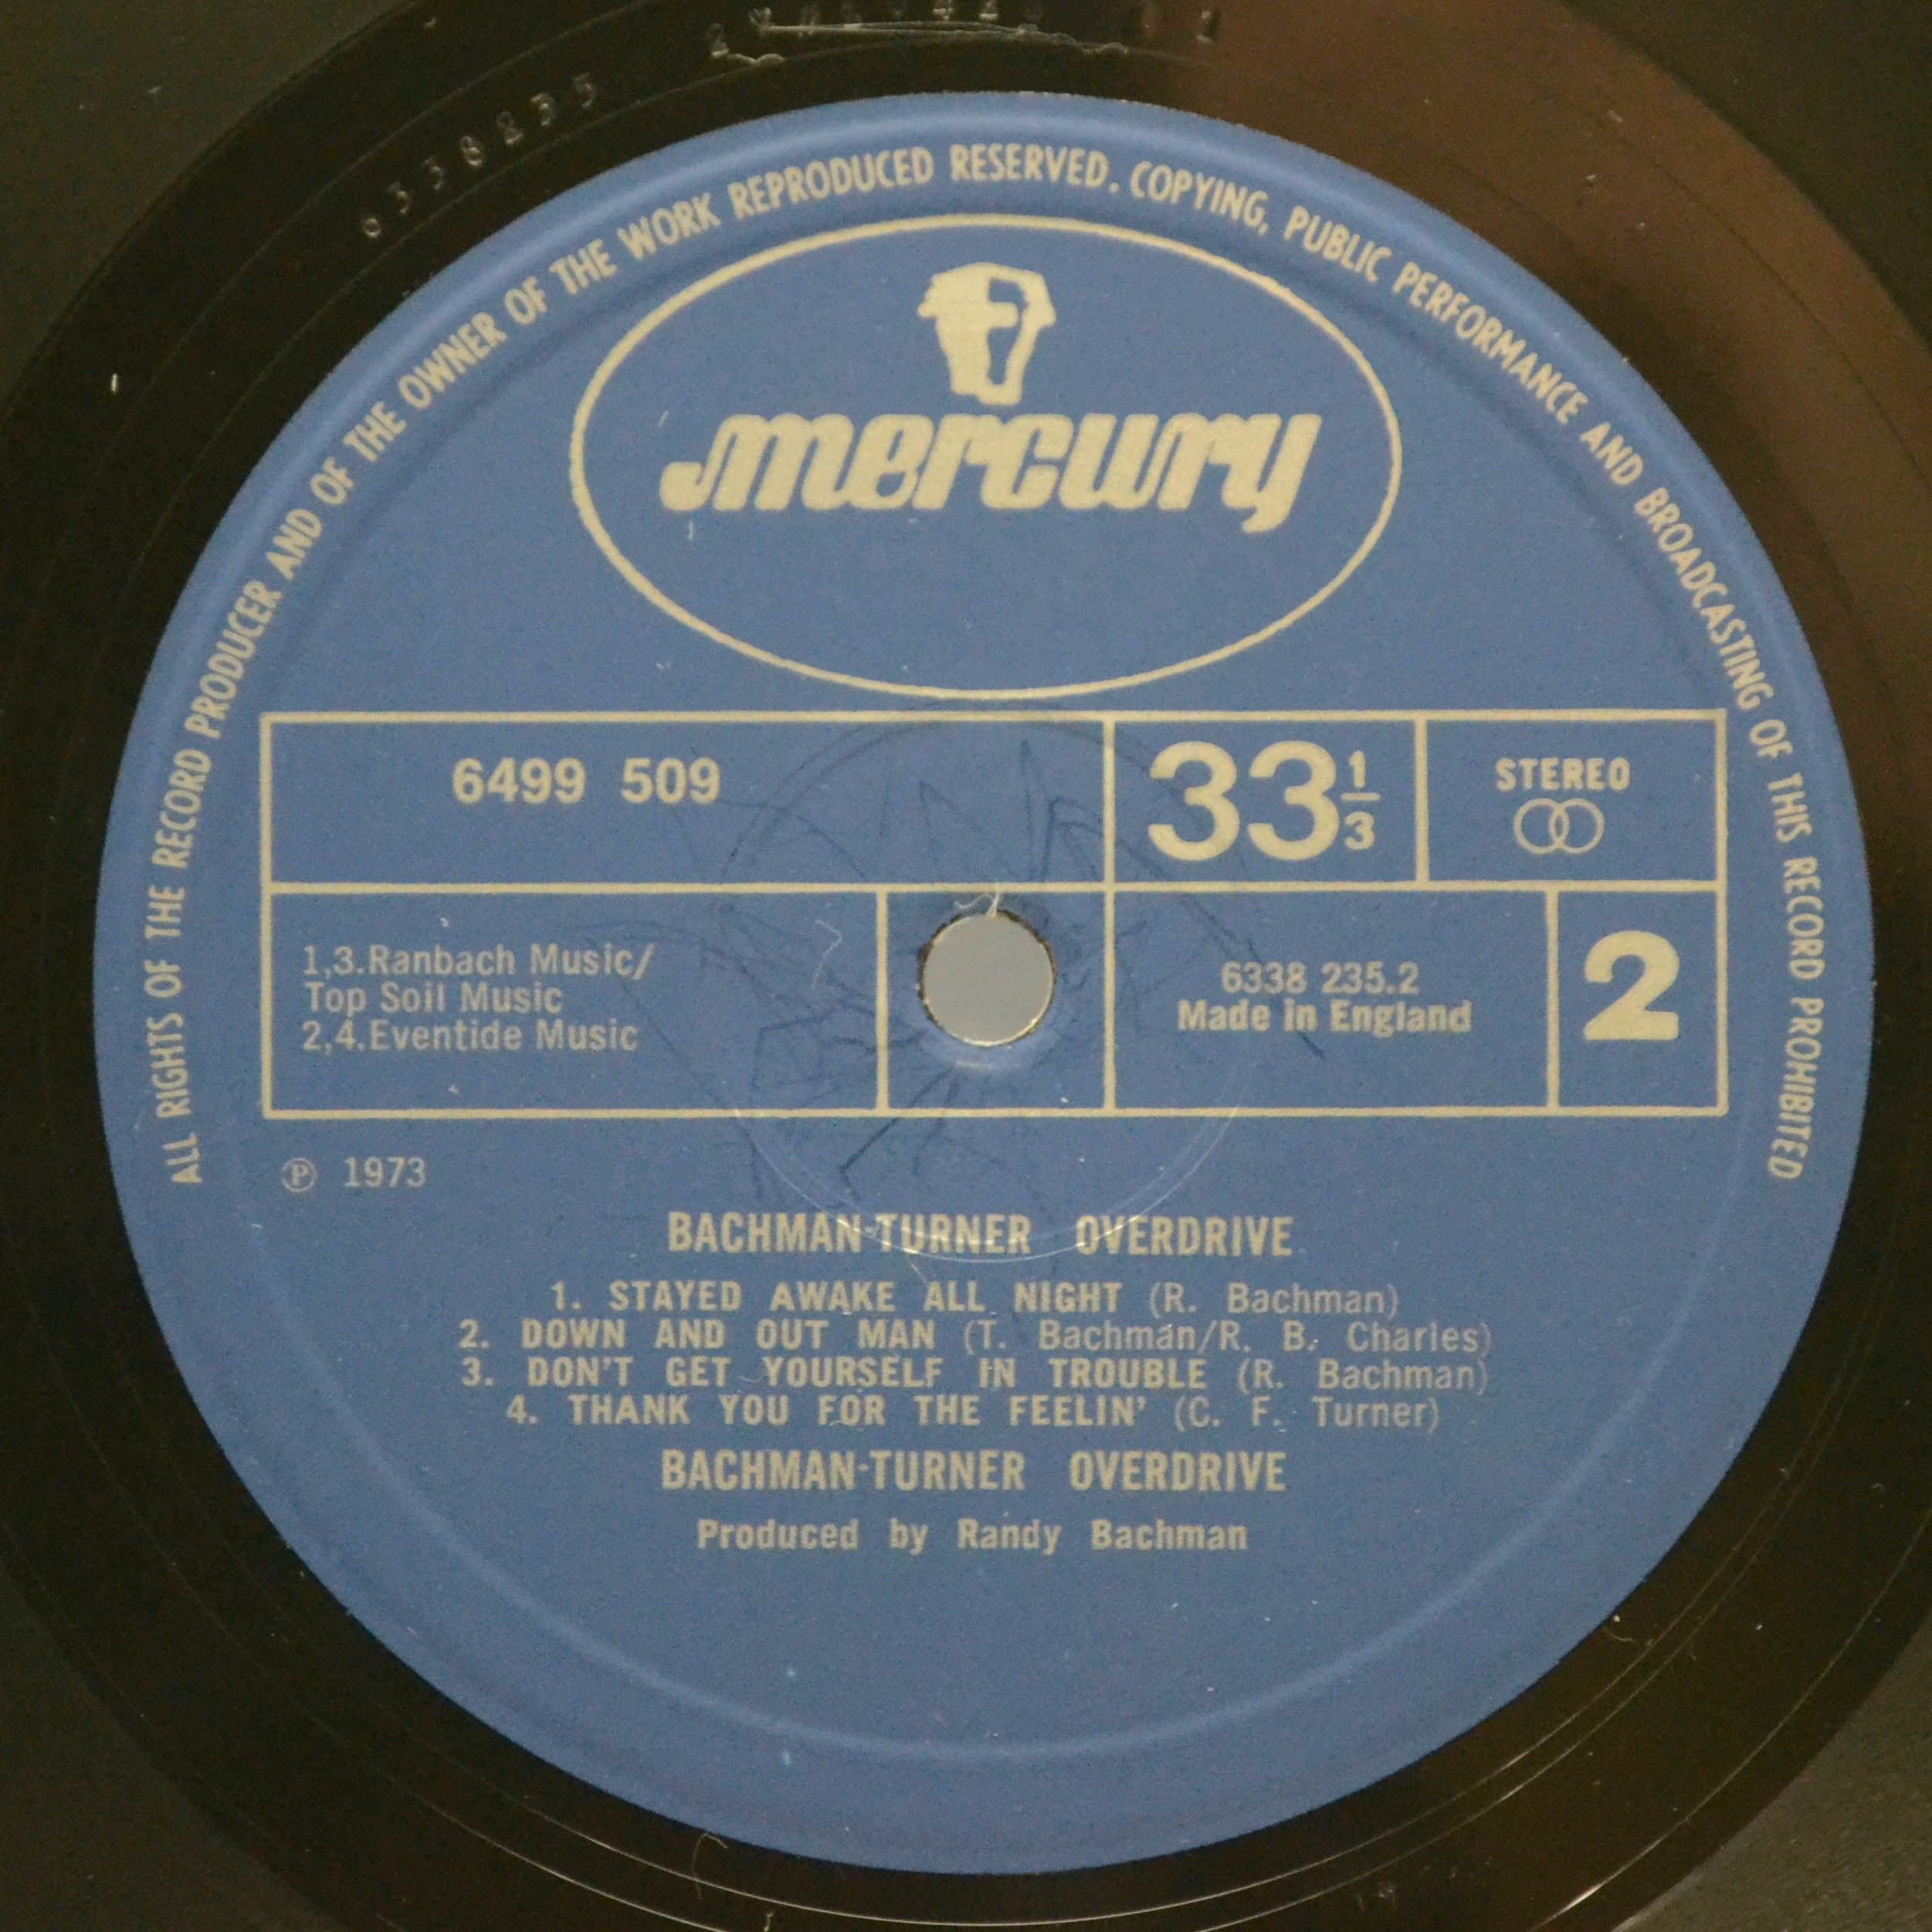 6338235
ALL RIGHTS OF THE RECORD PRODUCER AND OF THE OWNER OF THE WORK REPRODUCED RESERVED. COPYING, PUBLIC PERFORMANCE AND BROADCASTING OF THIS RECORD PROHIBITED
mercury
6499 509
33 1/3
STEREO
1,3.Ranbach Music/
Top Soil Music
2,4.Eventide Music
6338 235.2
Made in England
2
Ⓟ 1973
BACHMAN-TURNER OVERDRIVE
1. STAYED AWAKE ALL NIGHT (R. Bachman)
2. DOWN AND OUT MAN (T. Bachman/R. B. Charles)
3. DON'T GET YOURSELF IN TROUBLE (R. Bachman)
4. THANK YOU FOR THE FEELIN' (C. F. Turner)
BACHMAN-TURNER OVERDRIVE
Produced by Randy Bachman